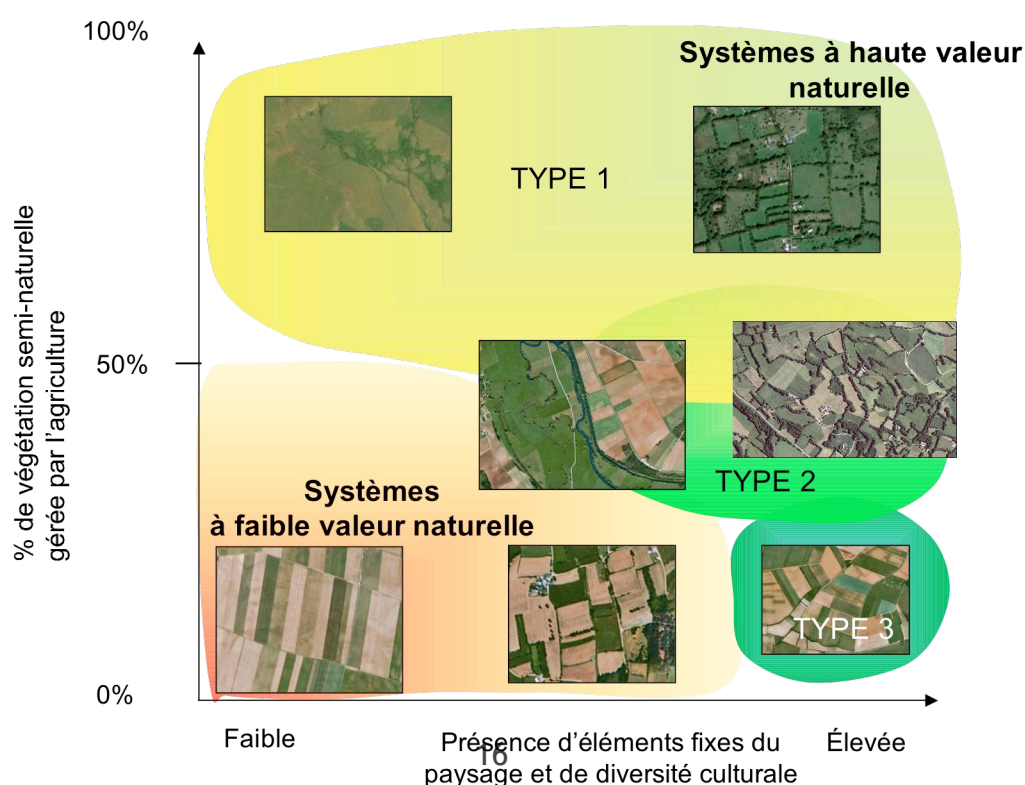 100%
Systèmes à haute valeur
naturelle
TYPE 1
% de végétation semi-naturelle
gérée par l'agriculture
50%
TYPE 2
Systèmes
à faible valeur naturelle
TYPE 3
0%
Faible
Présence d'éléments fixes du
paysage et de diversité culturale
Élevée
16